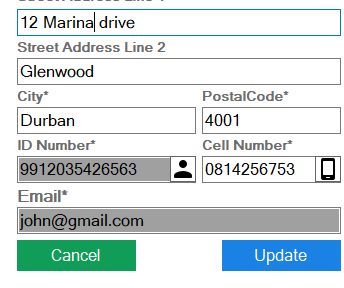 12 Marina drive
Street Address Line 2
Glenwood
City* PostalCode*
Durban 4001
ID Number* Cell Number*
9912035426563 0814256753
Email*
john@gmail.com
Cancel Update